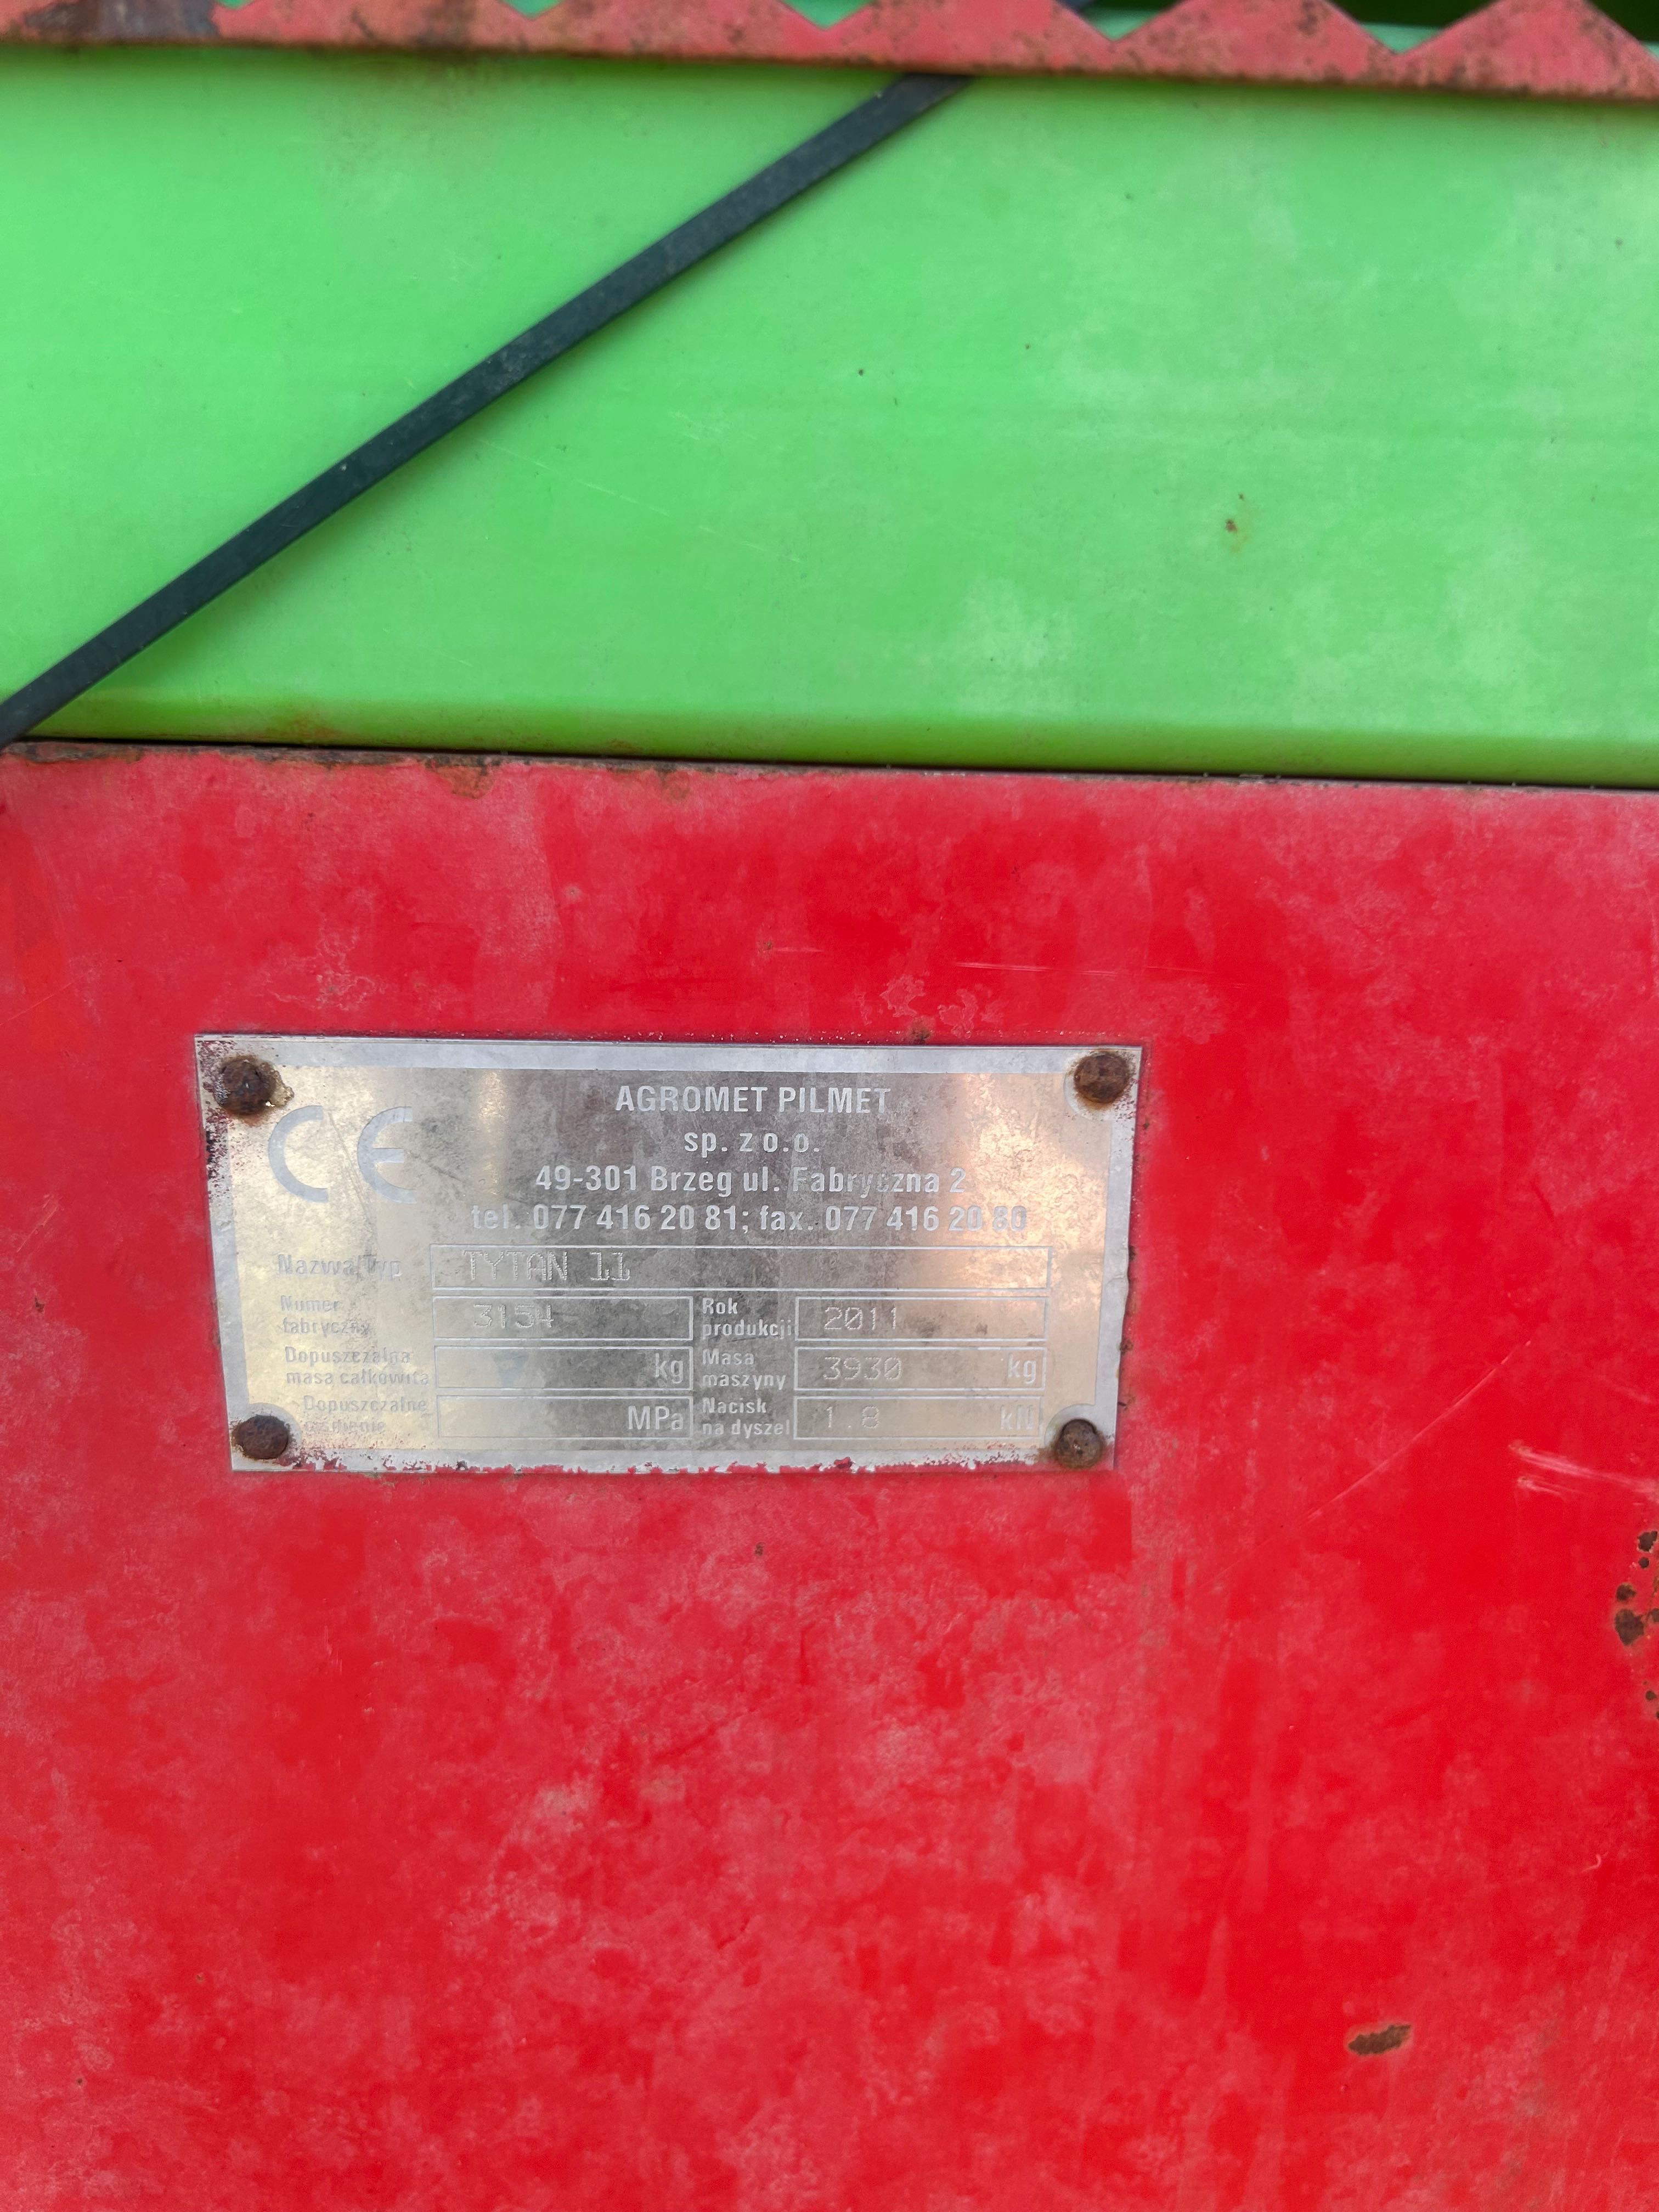 CE
AGROMET PILMET
sp. z o.o.
49-301 Brzeg ul. Fabryczna 2
tel. 077 416 20 81; fax. 077 416 20 80
Nazwa/Typ TYTAN 11
Numer fabryczny 3154 Rok produkcji 2011
Dopuszczalna masa całkowita kg Masa maszyny 3930 kg
Dopuszczalne MPa Nacisk na dyszel 1.8 kN